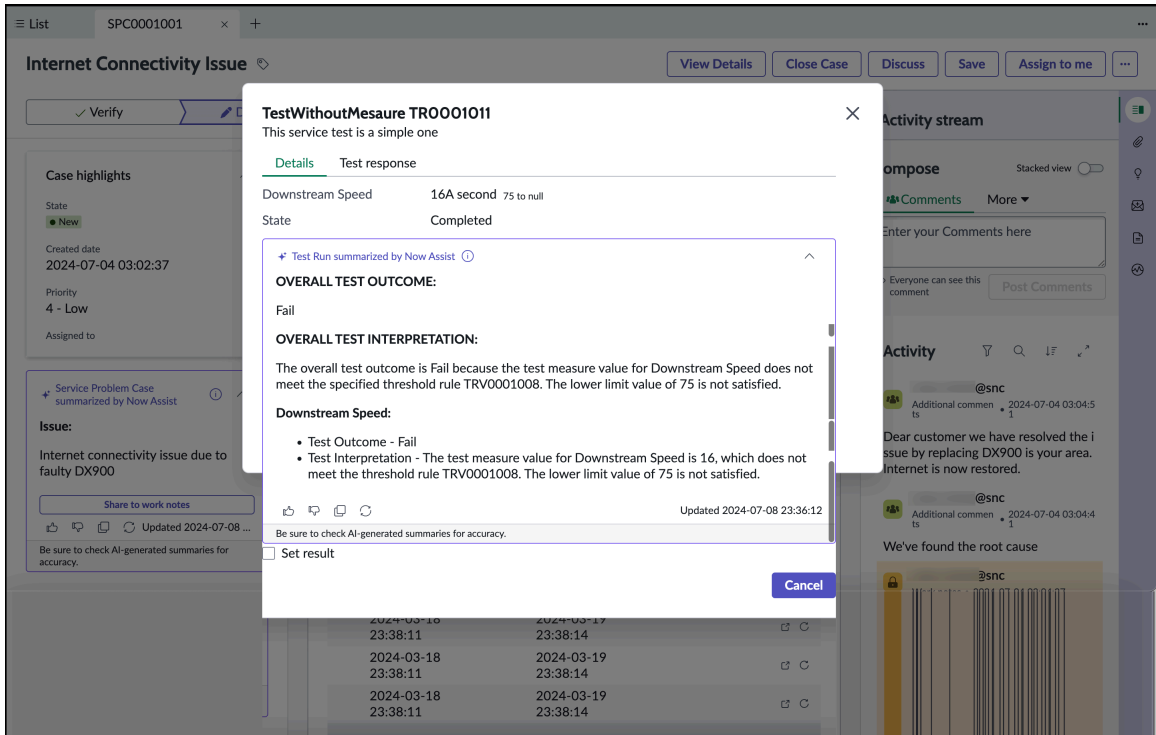 List
SPC0001001
Internet Connectivity Issue
View Details
Close Case
Discuss
Save
Assign to me
Verify
D
Case highlights
State
New
Created date
2024-07-04 03:02:37
Priority
4 - Low
Assigned to
Service Problem Case
summarized by Now Assist
Issue:
Internet connectivity issue due to
faulty DX900
Share to work notes
Updated 2024-07-08 ...
Be sure to check AI-generated summaries for
accuracy.
TestWithoutMesaure TR0001011
This service test is a simple one
Details
Test response
Downstream Speed
16A second 75 to null
State
Completed
Test Run summarized by Now Assist
OVERALL TEST OUTCOME:
Fail
OVERALL TEST INTERPRETATION:
The overall test outcome is Fail because the test measure value for Downstream Speed does not
meet the specified threshold rule TRV0001008. The lower limit value of 75 is not satisfied.
Downstream Speed:
• Test Outcome - Fail
• Test Interpretation - The test measure value for Downstream Speed is 16, which does not
meet the threshold rule TRV0001008. The lower limit value of 75 is not satisfied.
Updated 2024-07-08 23:36:12
Be sure to check AI-generated summaries for accuracy.
Set result
Cancel
2024-03-18
23:38:11
2024-03-19
23:38:14
2024-03-18
23:38:11
2024-03-19
23:38:14
2024-03-18
23:38:11
2024-03-19
23:38:14
Activity stream
ompose
Stacked view
Comments
More
Enter your Comments here
Everyone can see this
comment
Post Comments
Activity
@snc
Additional commen
ts
• 2024-07-04 03:04:5
1
Dear customer we have resolved the i
ssue by replacing DX900 is your area.
Internet is now restored.
@snc
Additional commen
ts
• 2024-07-04 03:04:4
1
We've found the root cause
@snc